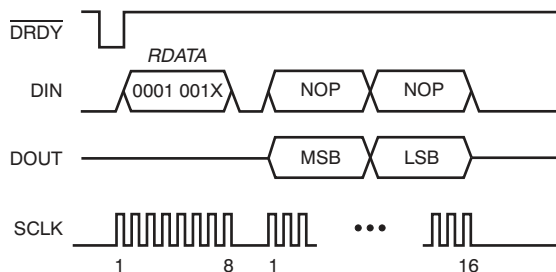 DRDY
RDATA
DIN 0001 001X NOP NOP
DOUT MSB LSB
SCLK •••
1 8 1 16